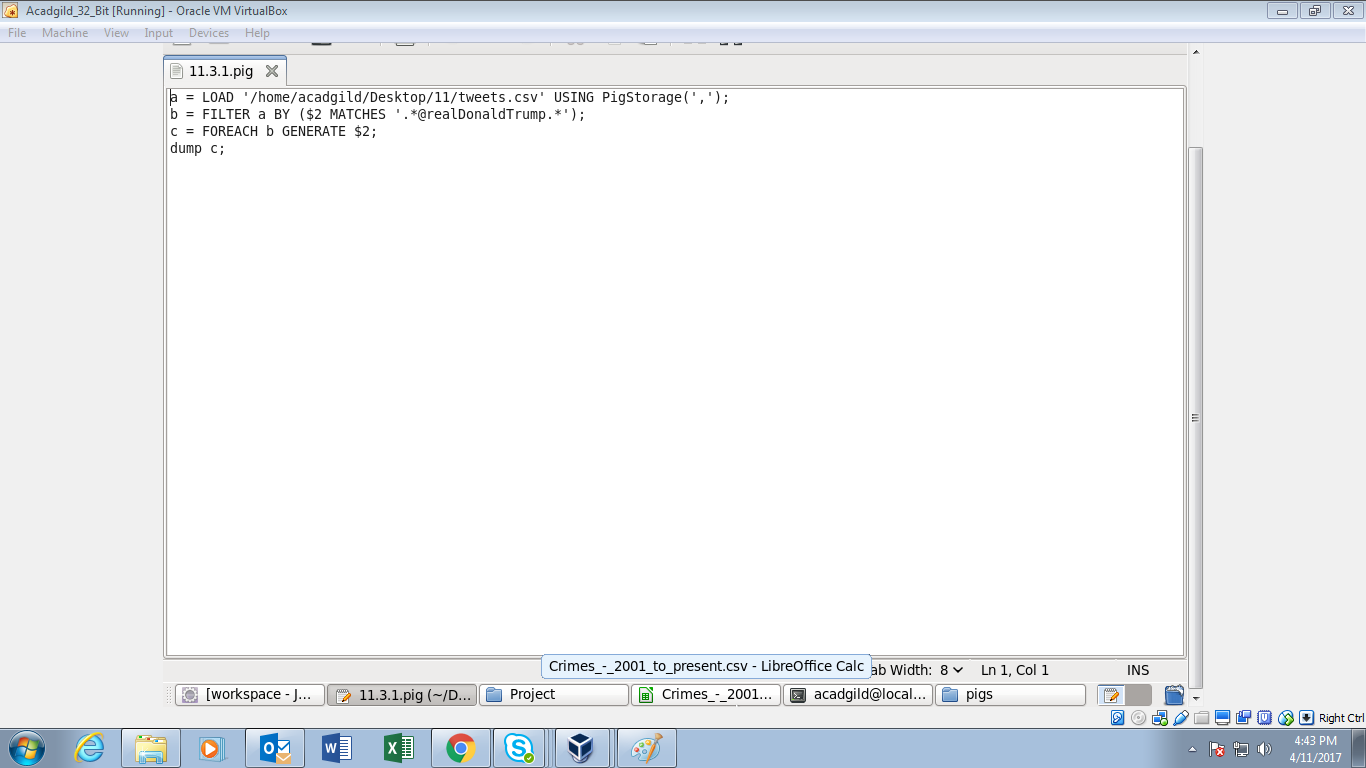 Acadgild_32_Bit [Running] - Oracle VM VirtualBox
File Machine View Input Devices Help
11.3.1.pig
a = LOAD '/home/acadgild/Desktop/11/tweets.csv' USING PigStorage(',');
b = FILTER a BY ($2 MATCHES '.*@realDonaldTrump.*');
c = FOREACH b GENERATE $2;
dump c;
Crimes_-_2001_to_present.csv - LibreOffice Calc
ab Width: 8 Ln 1, Col 1 INS
[workspace - J... 11.3.1.pig (~/D... Project Crimes_-_2001... acadgild@local... pigs
Right Ctrl
4:43 PM
4/11/2017